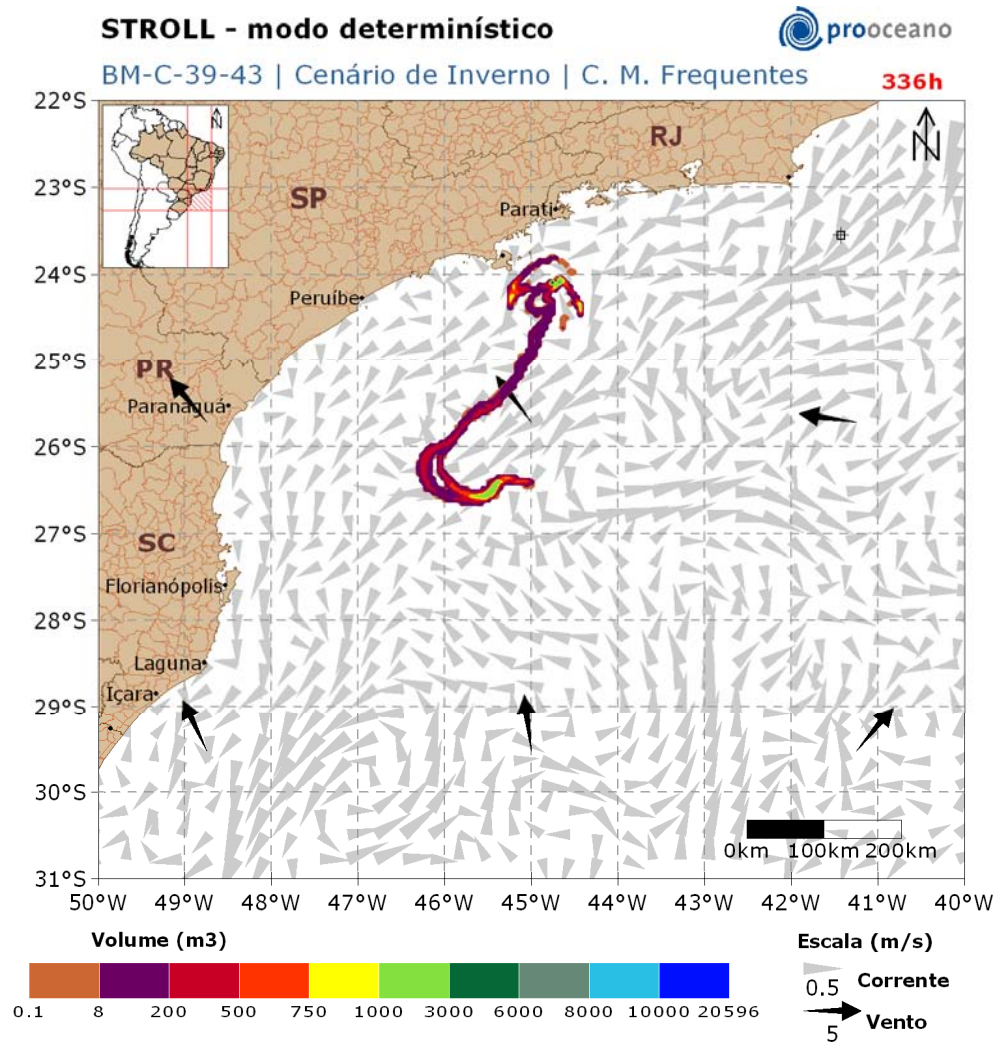 STROLL - modo determinístico
prooceano
BM-C-39-43 | Cenário de Inverno | C. M. Frequentes
336h
22°S
N
N
RJ
23°S
SP
Parati
24°S
Peruíbe
25°S
PR
Paranaguá
26°S
27°S
SC
Florianópolis
28°S
Laguna
Içara
29°S
30°S
0km 100km 200km
31°S
50°W 49°W 48°W 47°W 46°W 45°W 44°W 43°W 42°W 41°W 40°W
Volume (m3)
Escala (m/s)
0.5 Corrente
0.1 8 200 500 750 1000 3000 6000 8000 10000 20596
5 Vento